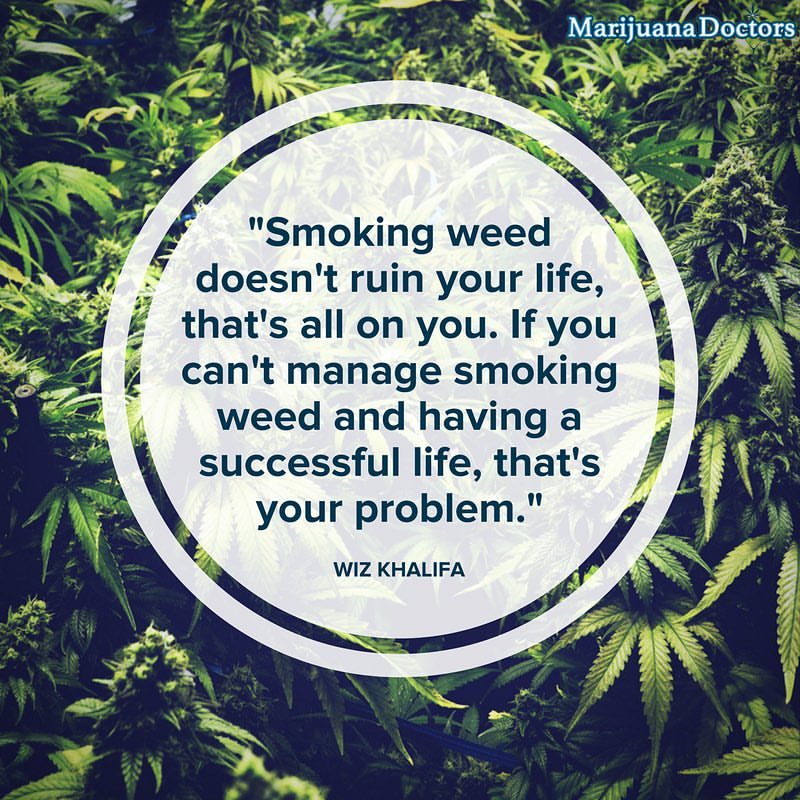 Marijuana Doctors
"Smoking weed
doesn't ruin your life,
that's all on you. If you
can't manage smoking
weed and having a
successful life, that's
your problem."
WIZ KHALIFA